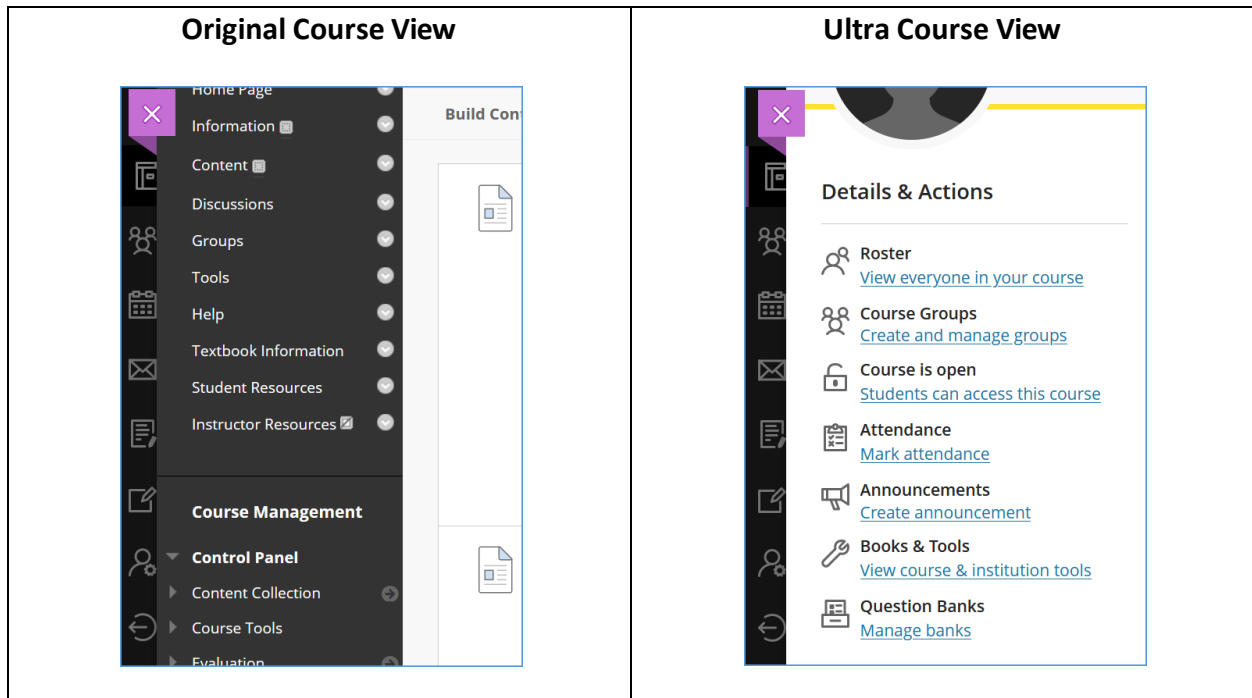 Original Course View
Home Page
Information
Content
Discussions
Groups
Tools
Help
Textbook Information
Student Resources
Instructor Resources
Course Management
Control Panel
Content Collection
Course Tools
Evaluation
Build Con
Ultra Course View
Details & Actions
Roster
View everyone in your course
Course Groups
Create and manage groups
Course is open
Students can access this course
Attendance
Mark attendance
Announcements
Create announcement
Books & Tools
View course & institution tools
Question Banks
Manage banks